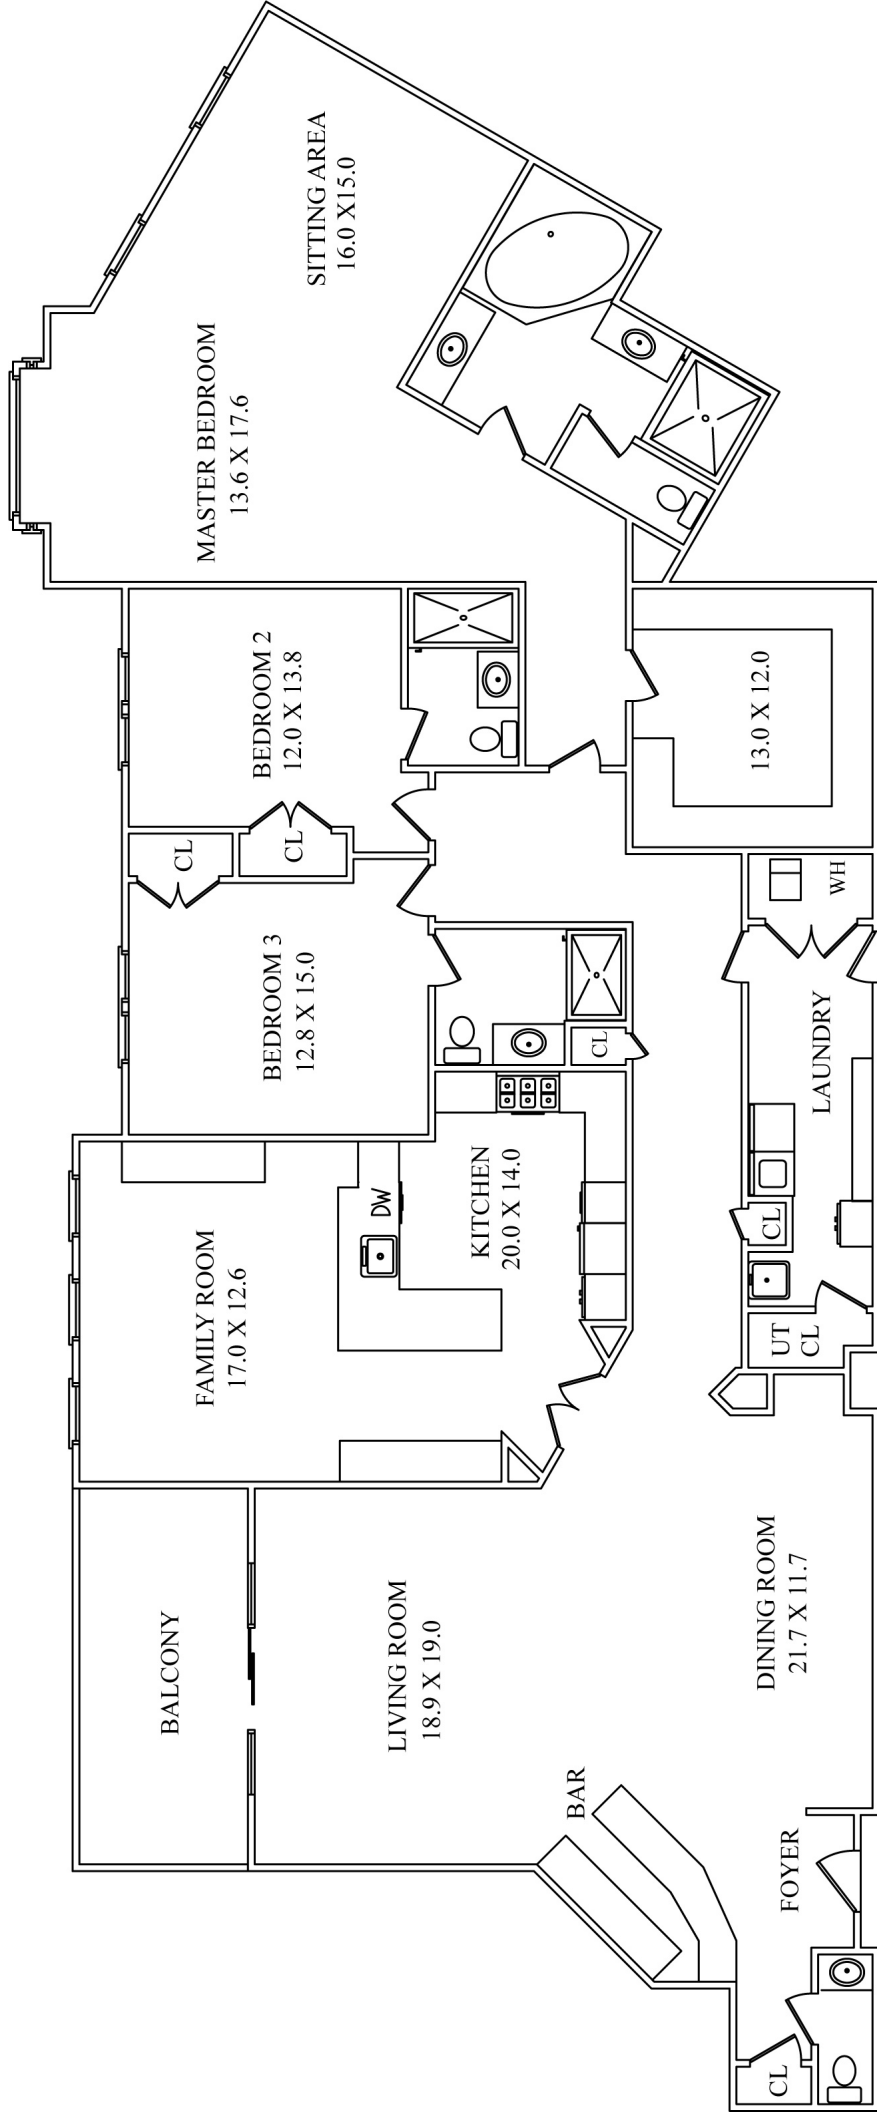 SITTING AREA
16.0 X15.0
MASTER BEDROOM
13.6 X 17.6
BEDROOM 2
12.0 X 13.8
13.0 X 12.0
CL
CL
WH
BEDROOM 3
12.8 X 15.0
CL
LAUNDRY
DW
KITCHEN
20.0 X 14.0
CL
FAMILY ROOM
17.0 X 12.6
UT
CL
BALCONY
LIVING ROOM
18.9 X 19.0
DINING ROOM
21.7 X 11.7
BAR
FOYER
CL